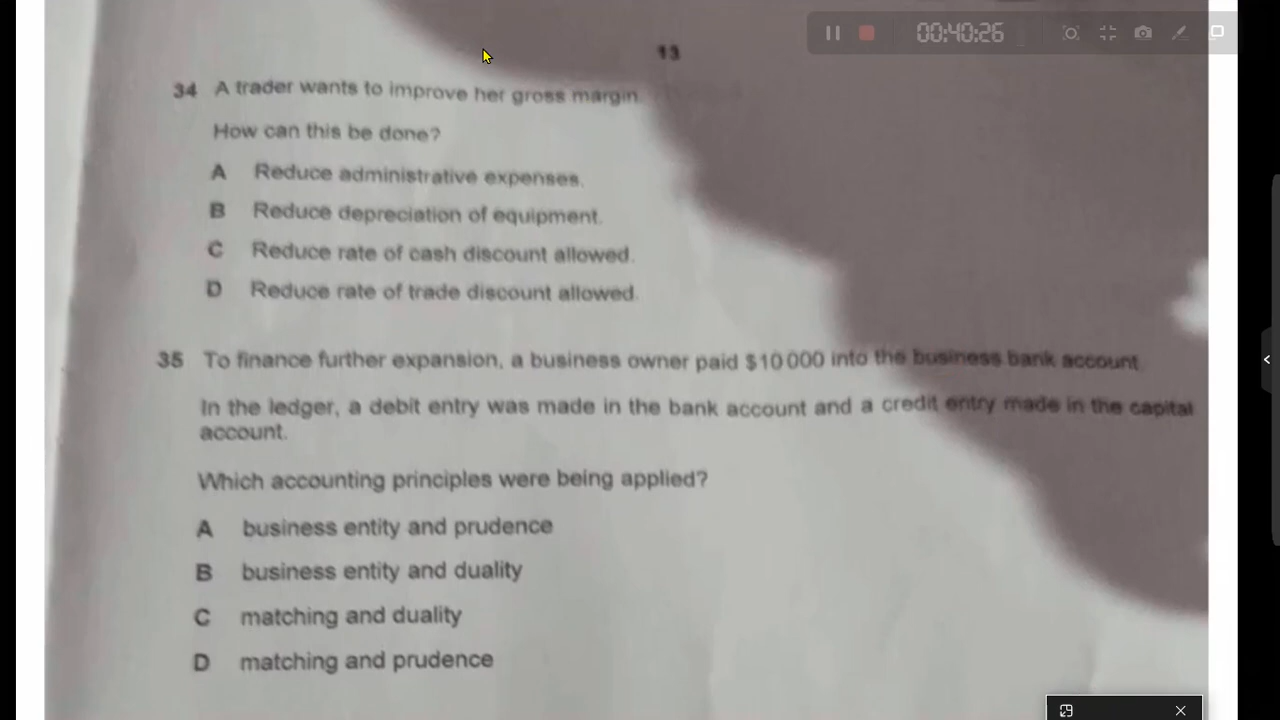 00:40:26
13
34 A trader wants to improve her gross margin.
How can this be done?
A Reduce administrative expenses.
B Reduce depreciation of equipment.
C Reduce rate of cash discount allowed.
D Reduce rate of trade discount allowed.
35 To finance further expansion, a business owner paid $10 000 into the business bank account.
In the ledger, a debit entry was made in the bank account and a credit entry made in the capital
account.
Which accounting principles were being applied?
A business entity and prudence
B business entity and duality
C matching and duality
D matching and prudence